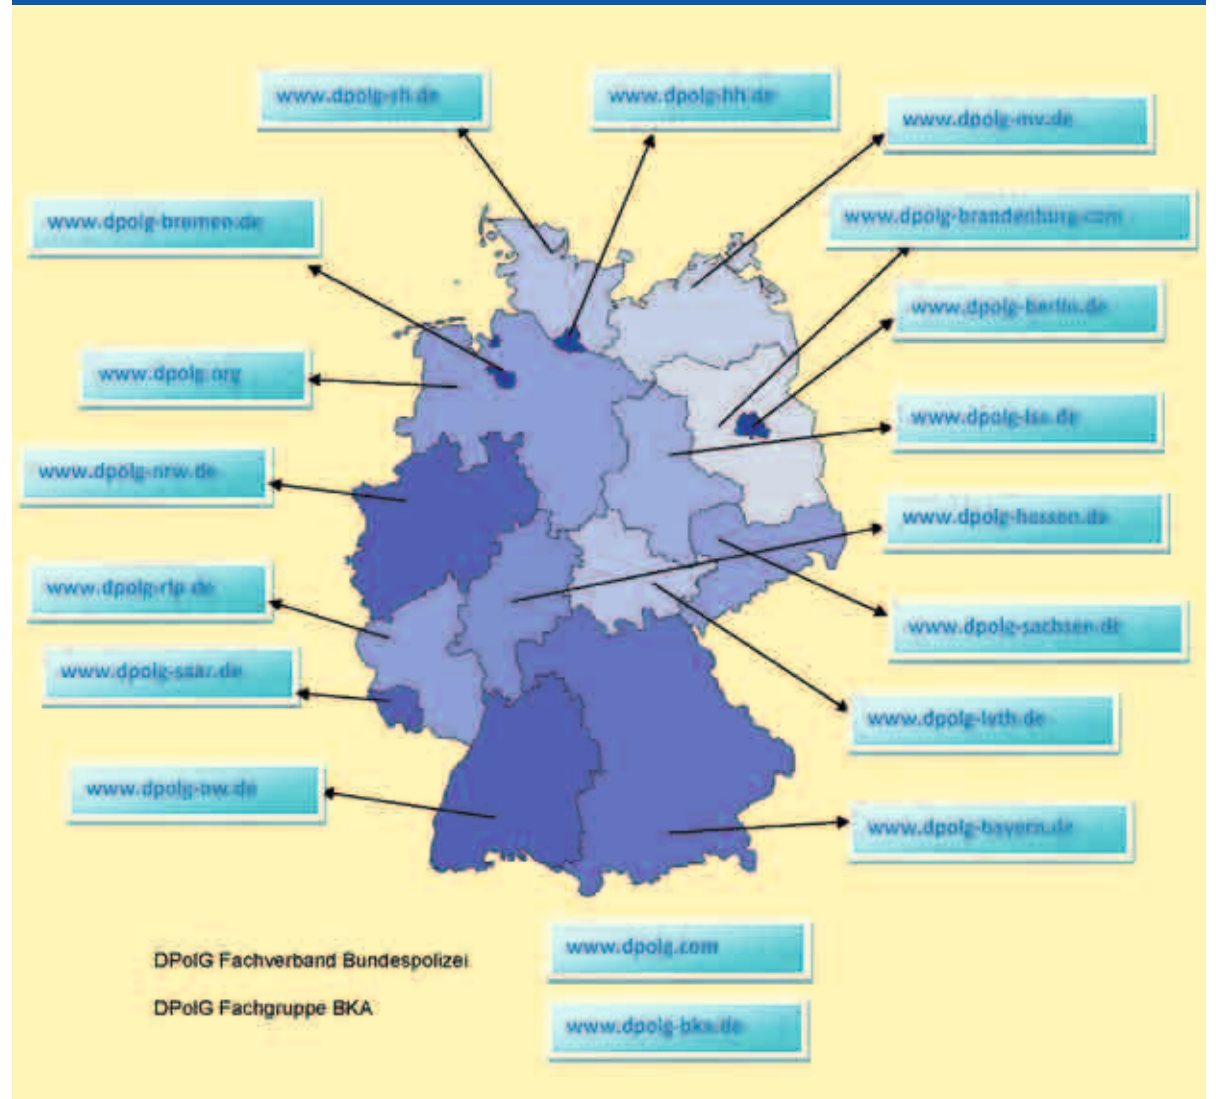 www.dpolg-sh.de
www.dpolg-hh.de
www.dpolg-mv.de
www.dpolg-bremen.de
www.dpolg-brandenburg.com
www.dpolg-berlin.de
www.dpolg.org
www.dpolg-lsa.de
www.dpolg-nrw.de
www.dpolg-hessen.de
www.dpolg-rlp.de
www.dpolg-sachsen.de
www.dpolg-saar.de
www.dpolg-lvth.de
www.dpolg-bw.de
www.dpolg-bayern.de
DPolG Fachverband Bundespolizei
www.dpolg.com
DPolG Fachgruppe BKA
www.dpolg-bka.de